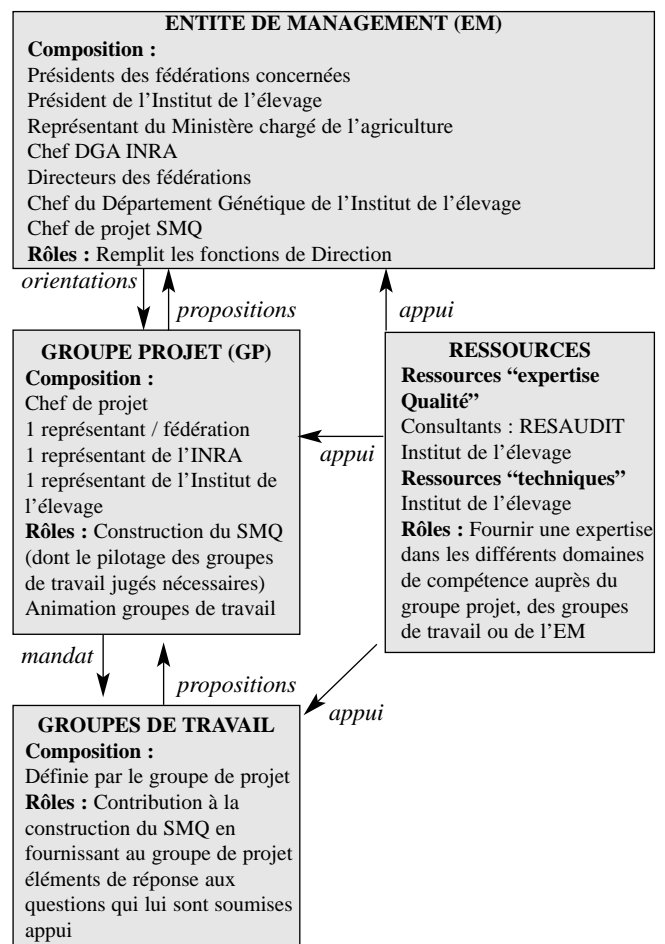 ENTITE DE MANAGEMENT (EM)
Composition :
Présidents des fédérations concernées
Président de l’Institut de l’élevage
Représentant du Ministère chargé de l’agriculture
Chef DGA INRA
Directeurs des fédérations
Chef du Département Génétique de l’Institut de l’élevage
Chef de projet SMQ
Rôles : Remplit les fonctions de Direction
orientations
propositions
appui
GROUPE PROJET (GP)
Composition :
Chef de projet
1 représentant / fédération
1 représentant de l’INRA
1 représentant de l’Institut de
l’élevage
Rôles : Construction du SMQ
(dont le pilotage des groupes
de travail jugés nécessaires)
Animation groupes de travail
appui
RESSOURCES
Ressources “expertise
Qualité”
Consultants : RESAUDIT
Institut de l’élevage
Ressources “techniques”
Institut de l’élevage
Rôles : Fournir une expertise
dans les différents domaines
de compétence auprès du
groupe projet, des groupes
de travail ou de l’EM
mandat
propositions
appui
GROUPES DE TRAVAIL
Composition :
Définie par le groupe de projet
Rôles : Contribution à la
construction du SMQ en
fournissant au groupe de projet
éléments de réponse aux
questions qui lui sont soumises
appui